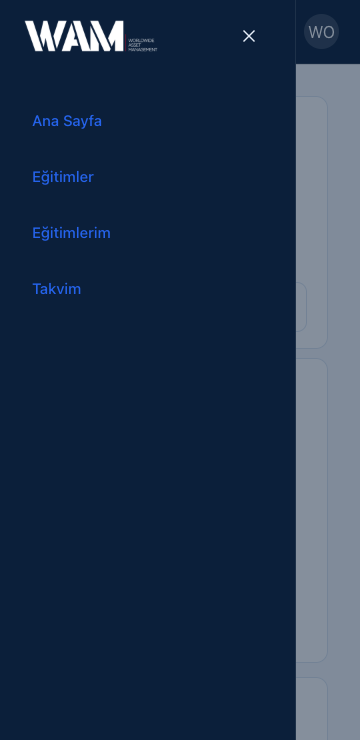 WAM
WORLDWIDE
ASSET
MANAGEMENT
WO
Ana Sayfa
Eğitimler
Eğitimlerim
Takvim